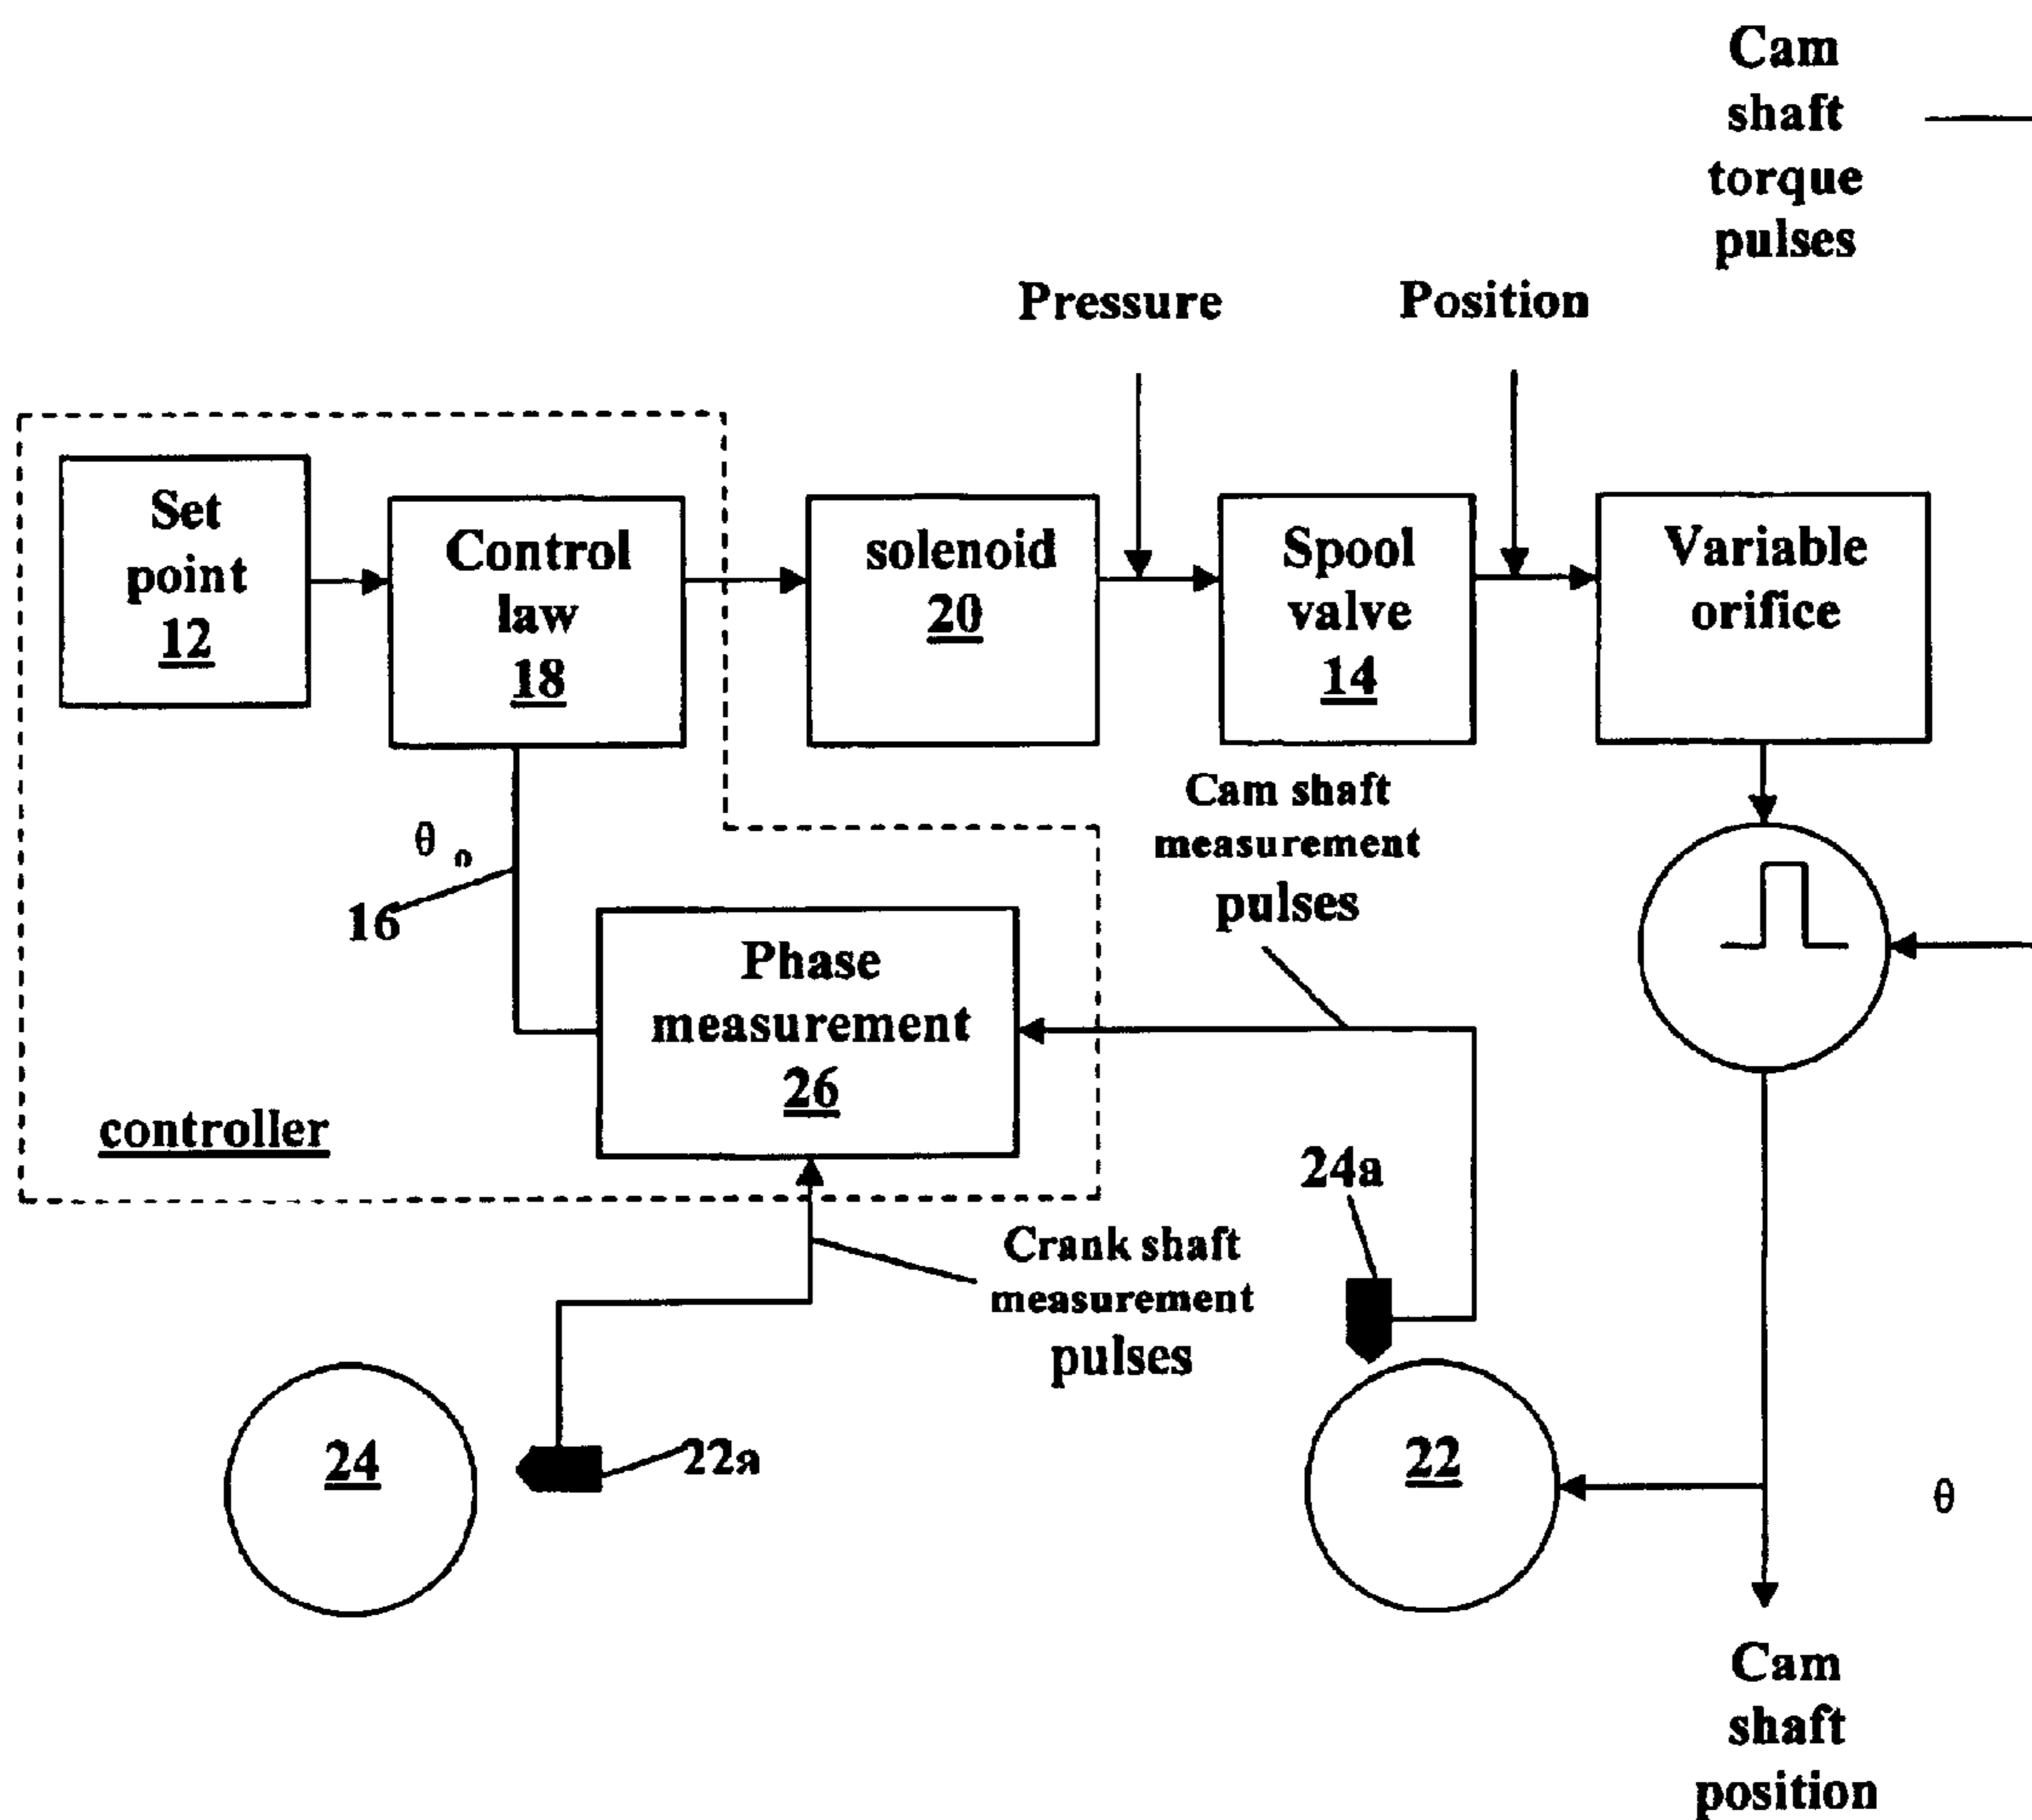 Cam
shaft
torque
pulses
Pressure
Position
Set
point
12
Control
law
18
solenoid
20
Spool
valve
14
Variable
orifice
θ o
16
Cam shaft
measurement
pulses
Phase
measurement
26
controller
24a
Crank shaft
measurement
pulses
24
22a
22
θ
Cam
shaft
position